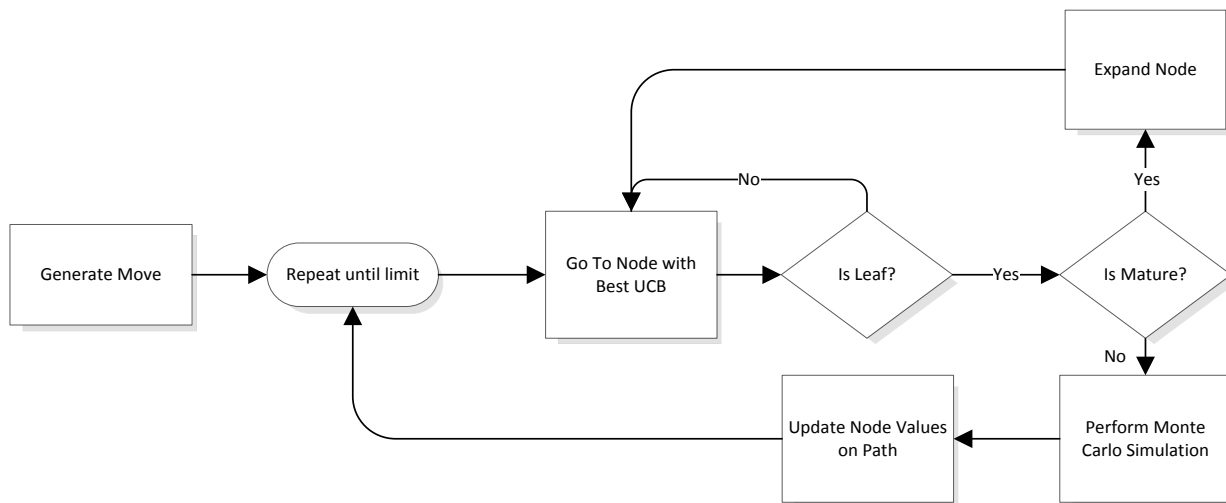 Expand Node
No
Yes
Generate Move
Repeat until limit
Go To Node with
Best UCB
Is Leaf?
Yes
Is Mature?
No
Update Node Values
on Path
Perform Monte
Carlo Simulation